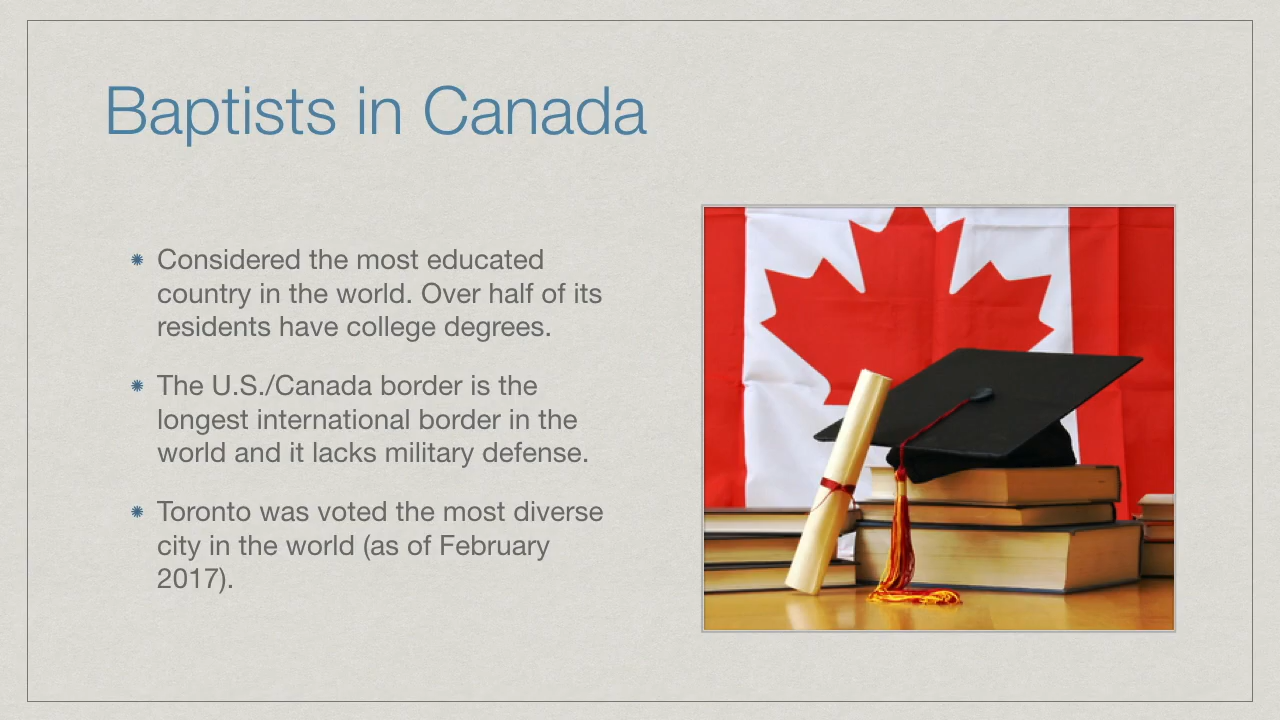 Baptists in Canada
Considered the most educated
country in the world. Over half of its
residents have college degrees.
The U.S./Canada border is the
longest international border in the
world and it lacks military defense.
Toronto was voted the most diverse
city in the world (as of February
2017).